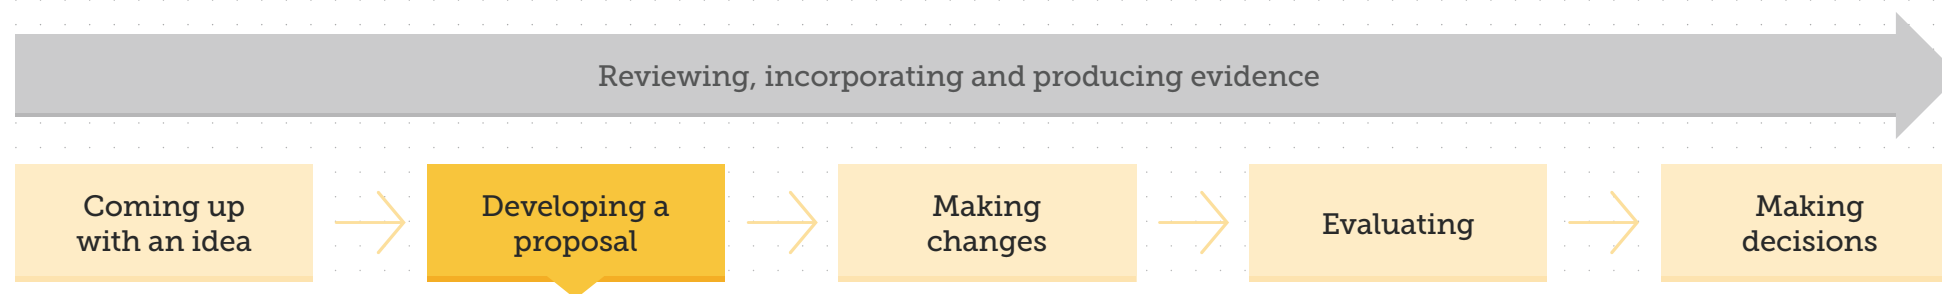 Reviewing, incorporating and producing evidence
Coming up
with an idea
Developing a
proposal
Making
changes
Evaluating
Making
decisions